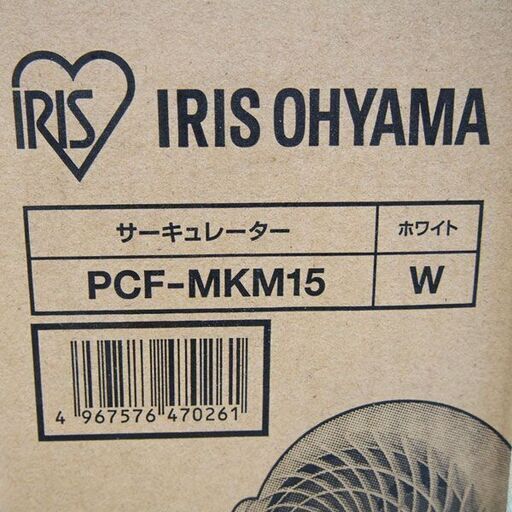 IRIS
IRIS OHYAMA
サーキュレーター
ホワイト
PCF-MKM15
W
4 967576 470261